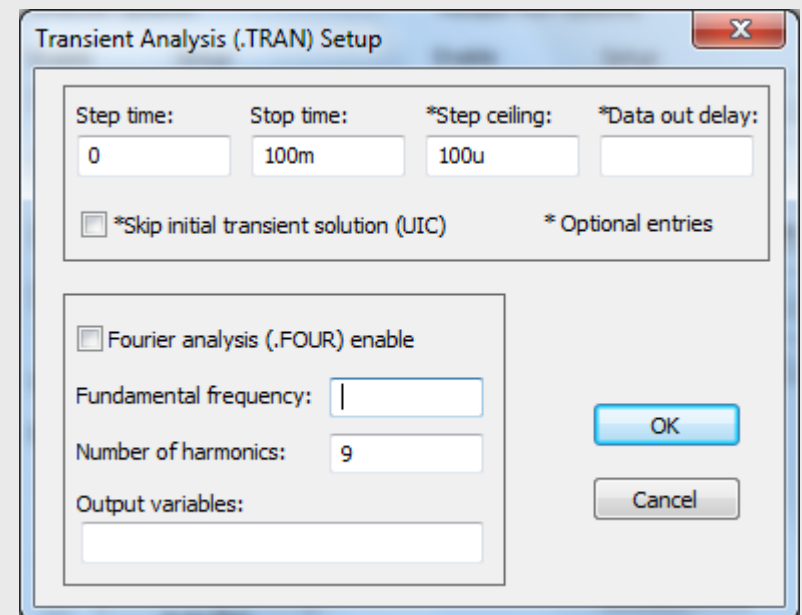 Transient Analysis (.TRAN) Setup
Step time: Stop time: *Step ceiling: *Data out delay:
0 100m 100u
*Skip initial transient solution (UIC) * Optional entries
Fourier analysis (.FOUR) enable
Fundamental frequency:
Number of harmonics: 9
OK
Output variables:
Cancel